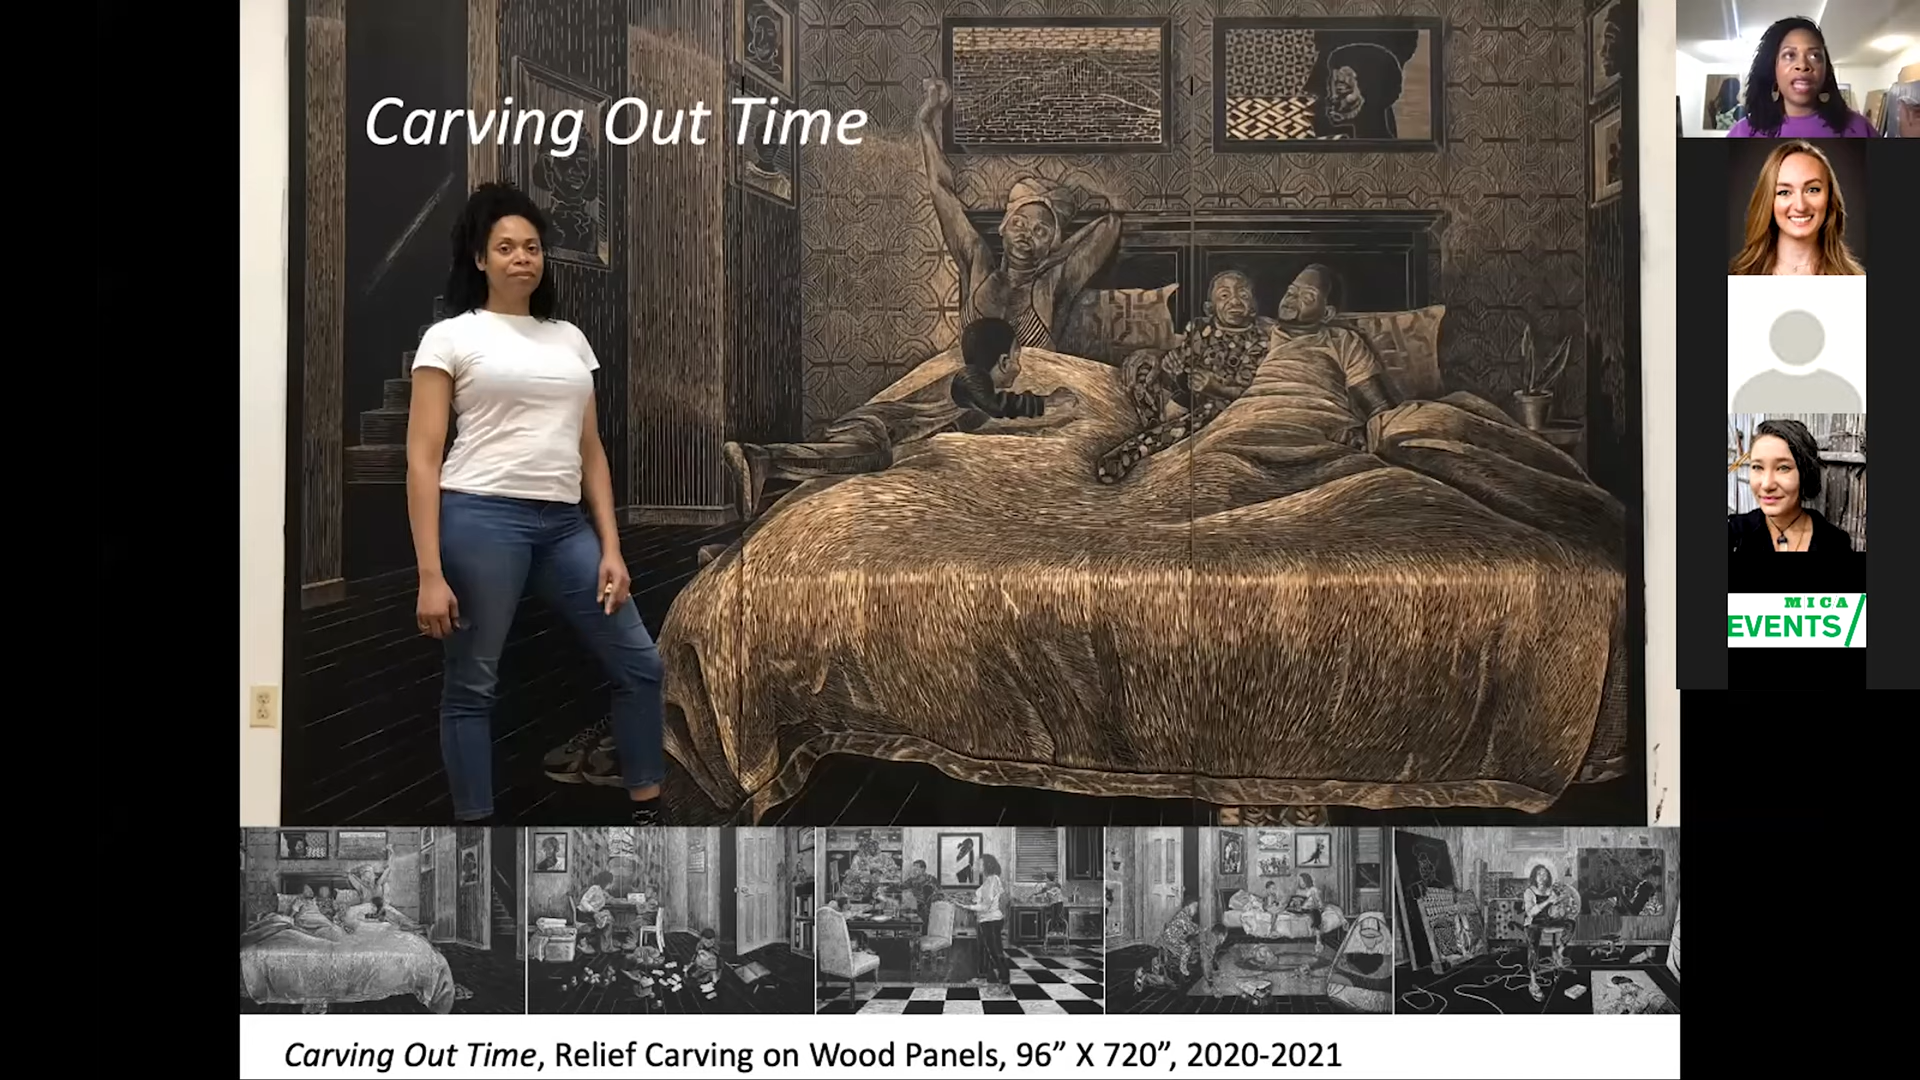 Carving Out Time
MICA
EVENTS/
Carving Out Time, Relief Carving on Wood Panels, 96” X 720”, 2020-2021